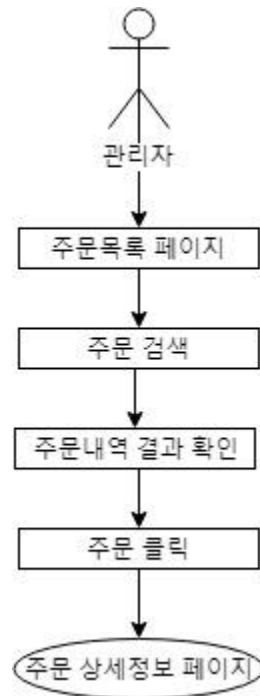 관리자
주문목록 페이지
주문 검색
주문내역 결과 확인
주문 클릭
주문 상세정보 페이지